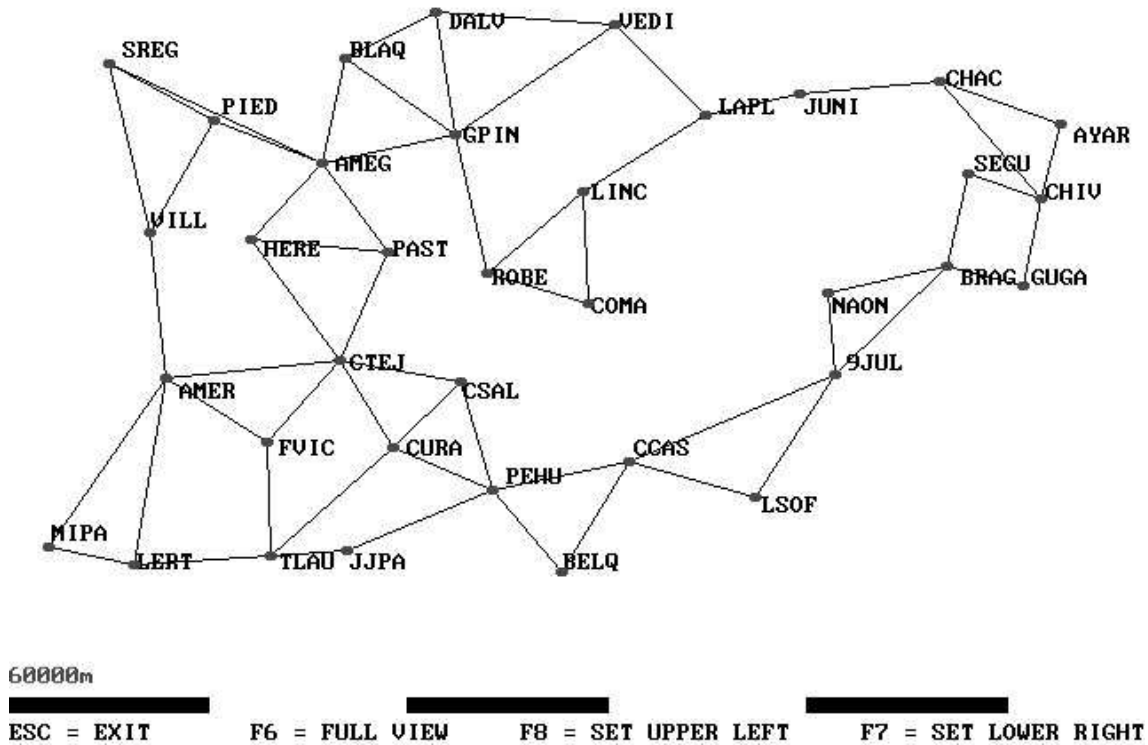 DALV
VEDI
SREG
BLAQ
CHAC
PIED
LAPL
JUNI
GPIN
AYAR
AMEG
SEGU
LINC
CHIV
VILL
HERE
PAST
ROBE
BRAG
GUGA
COMA
NAON
GTEJ
9JUL
AMER
CSAL
FVIC
CURA
CCAS
PEHU
LSOF
MIPA
LERT
TLAU
JJPA
BELQ
60000m
ESC = EXIT F6 = FULL VIEW F8 = SET UPPER LEFT F7 = SET LOWER RIGHT